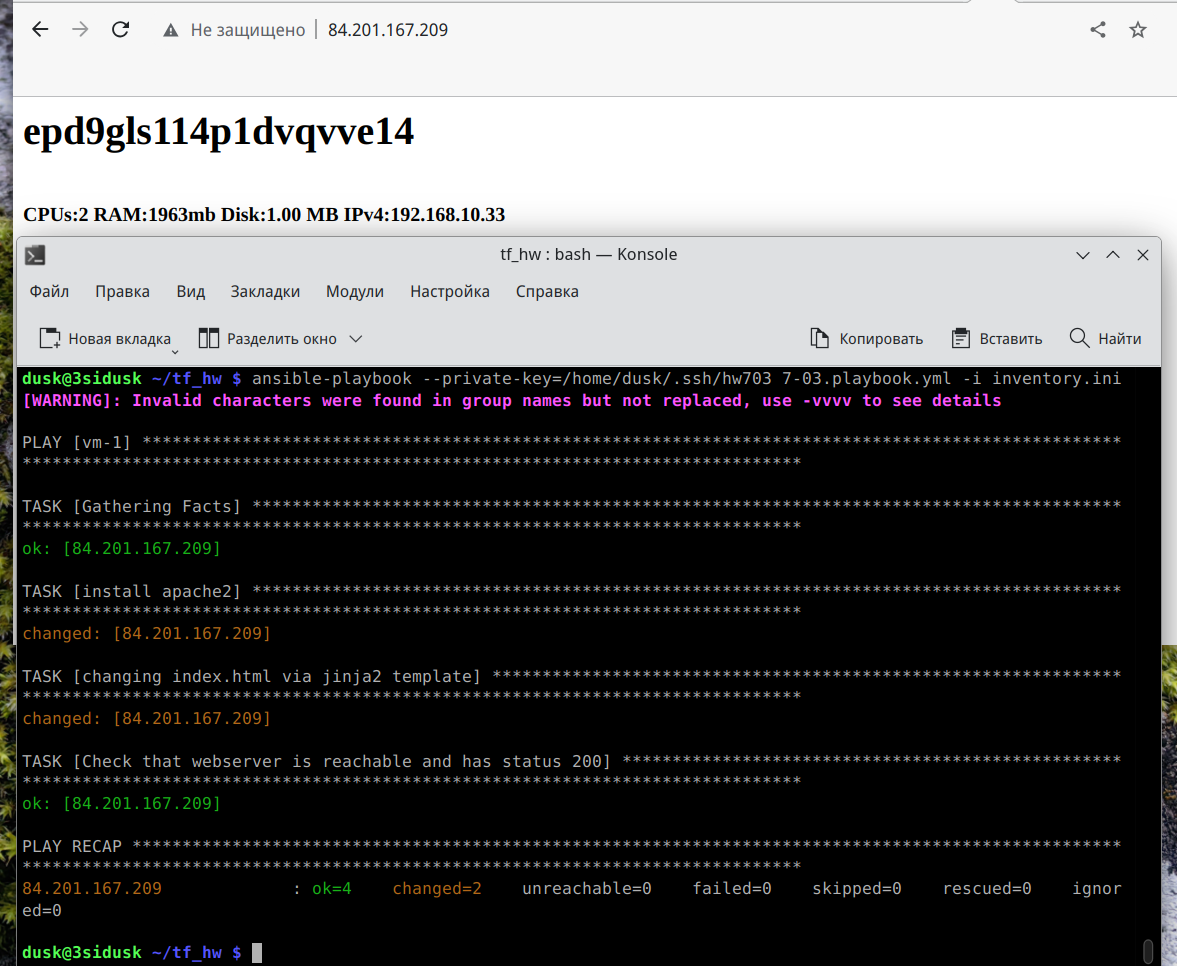 Не защищено 84.201.167.209
epd9gls114p1dvqvve14
CPUs:2 RAM:1963mb Disk:1.00 MB IPv4:192.168.10.33
tf_hw : bash — Konsole
Файл Правка Вид Закладки Модули Настройка Справка
Новая вкладка Разделить окно Копировать Вставить Найти
dusk@3sidusk ~/tf_hw $ ansible-playbook --private-key=/home/dusk/.ssh/hw703 7-03.playbook.yml -i inventory.ini
[WARNING]: Invalid characters were found in group names but not replaced, use -vvvv to see details
PLAY [vm-1] **************************************************************************************************
******************************************************************************
TASK [Gathering Facts] ***************************************************************************************
******************************************************************************
ok: [84.201.167.209]
TASK [install apache2] ***************************************************************************************
******************************************************************************
changed: [84.201.167.209]
TASK [changing index.html via jinja2 template] ***************************************************************
******************************************************************************
changed: [84.201.167.209]
TASK [Check that webserver is reachable and has status 200] **************************************************
******************************************************************************
ok: [84.201.167.209]
PLAY RECAP ***************************************************************************************************
******************************************************************************
84.201.167.209             : ok=4    changed=2    unreachable=0    failed=0    skipped=0    rescued=0    ignor
ed=0
dusk@3sidusk ~/tf_hw $